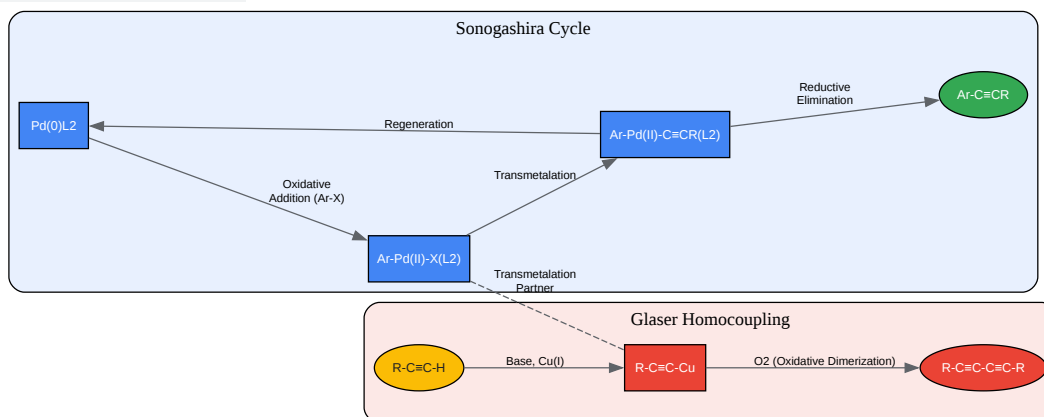 Sonogashira Cycle
Reductive
Elimination
Ar-C≡CR
Pd(0)L2
Regeneration
Ar-Pd(II)-C≡CR(L2)
Oxidative
Addition (Ar-X)
Transmetalation
Ar-Pd(II)-X(L2)
Transmetalation
Partner
Glaser Homocoupling
R-C≡C-H
Base, Cu(I)
R-C≡C-Cu
O2 (Oxidative Dimerization)
R-C≡C-C≡C-R